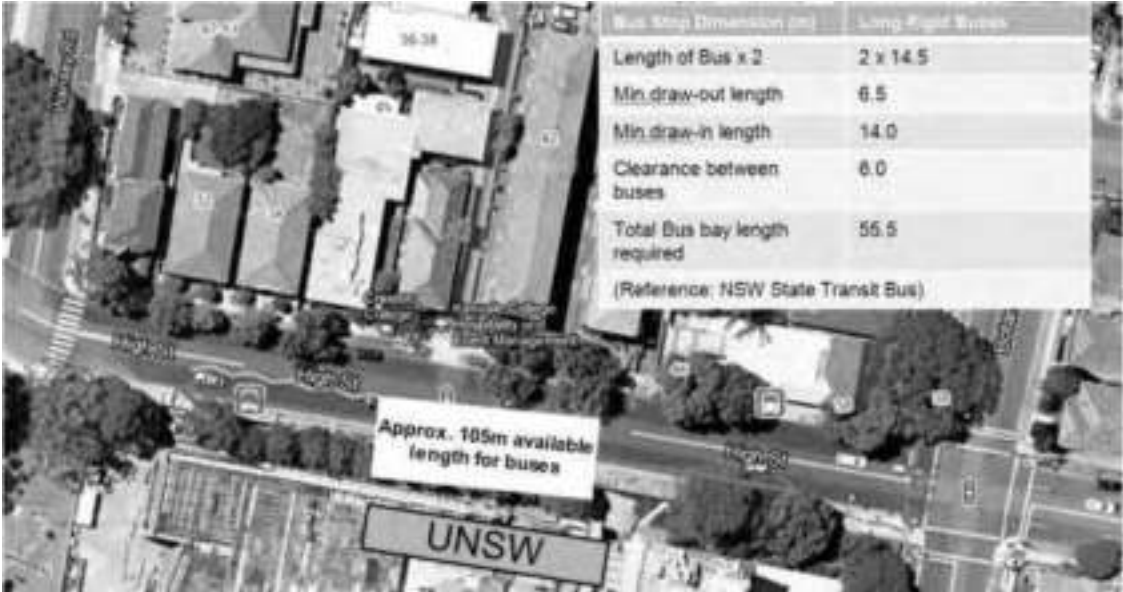 Bus Stop Dimension (m) Long Rigid Buses
Length of Bus x 2 2 x 14.5
Min.draw-out length 6.5
Min.draw-in length 14.0
Clearance between 6.0
buses
Total Bus bay length 55.5
required
(Reference: NSW State Transit Bus)
36-38
High St
High St
Approx. 105m available
length for buses
High St
UNSW